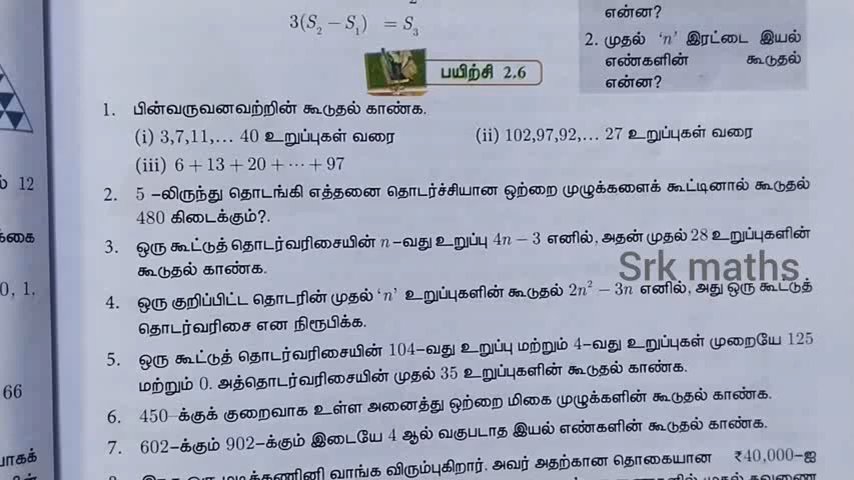 3(S₂ − S₁) = S₃
என்ன?
2. முதல் ‘n’ இரட்டை இயல்
எண்களின் கூடுதல்
என்ன?
பயிற்சி 2.6
1. பின்வருவனவற்றின் கூடுதல் காண்க.
(i) 3,7,11,… 40 உறுப்புகள் வரை (ii) 102,97,92,… 27 உறுப்புகள் வரை
(iii) 6 + 13 + 20 + ⋯ + 97
2. 5 –லிருந்து தொடங்கி எத்தனை தொடர்ச்சியான ஒற்றை முழுக்களைக் கூட்டினால் கூடுதல்
480 கிடைக்கும்?.
3. ஒரு கூட்டுத் தொடர்வரிசையின் n –வது உறுப்பு 4n − 3 எனில், அதன் முதல் 28 உறுப்புகளின்
கூடுதல் காண்க.
Srk maths
4. ஒரு குறிப்பிட்ட தொடரின் முதல் ‘n’ உறுப்புகளின் கூடுதல் 2n² − 3n எனில், அது ஒரு கூட்டுத்
தொடர்வரிசை என நிரூபிக்க.
5. ஒரு கூட்டுத் தொடர்வரிசையின் 104–வது உறுப்பு மற்றும் 4–வது உறுப்புகள் முறையே 125
மற்றும் 0. அத்தொடர்வரிசையின் முதல் 35 உறுப்புகளின் கூடுதல் காண்க.
6. 450–க்குக் குறைவாக உள்ள அனைத்து ஒற்றை மிகை முழுக்களின் கூடுதல் காண்க.
7. 602–க்கும் 902–க்கும் இடையே 4 ஆல் வகுபடாத இயல் எண்களின் கூடுதல் காண்க.
வாங்க விரும்புகிறார். அவர் அதற்கான தொகையான ₹40,000–ஐ
12
0, 1,
66